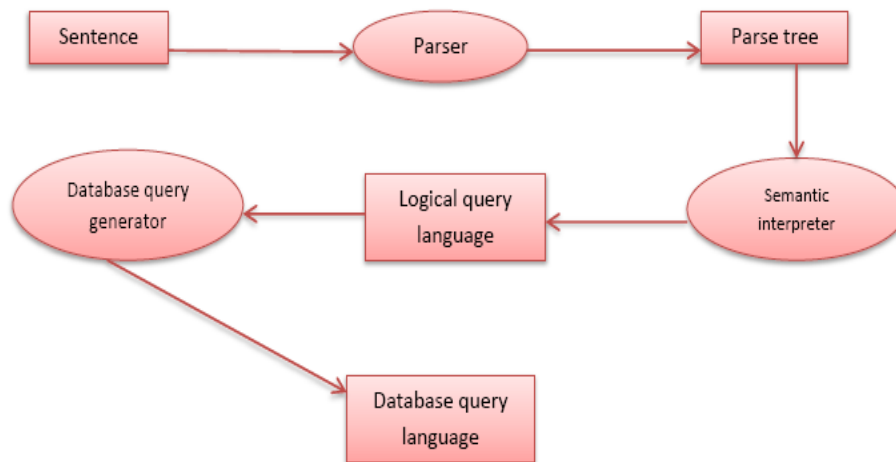 Sentence
Parser
Parse tree
Semantic
interpreter
Logical query
language
Database query
generator
Database query
language